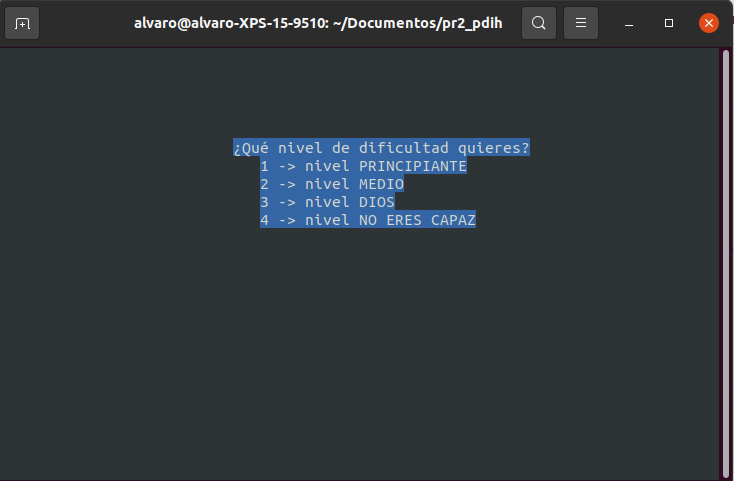 alvaro@alvaro-XPS-15-9510: ~/Documentos/pr2_pdih
¿Qué nivel de dificultad quieres?
1 -> nivel PRINCIPIANTE
2 -> nivel MEDIO
3 -> nivel DIOS
4 -> nivel NO ERES CAPAZ